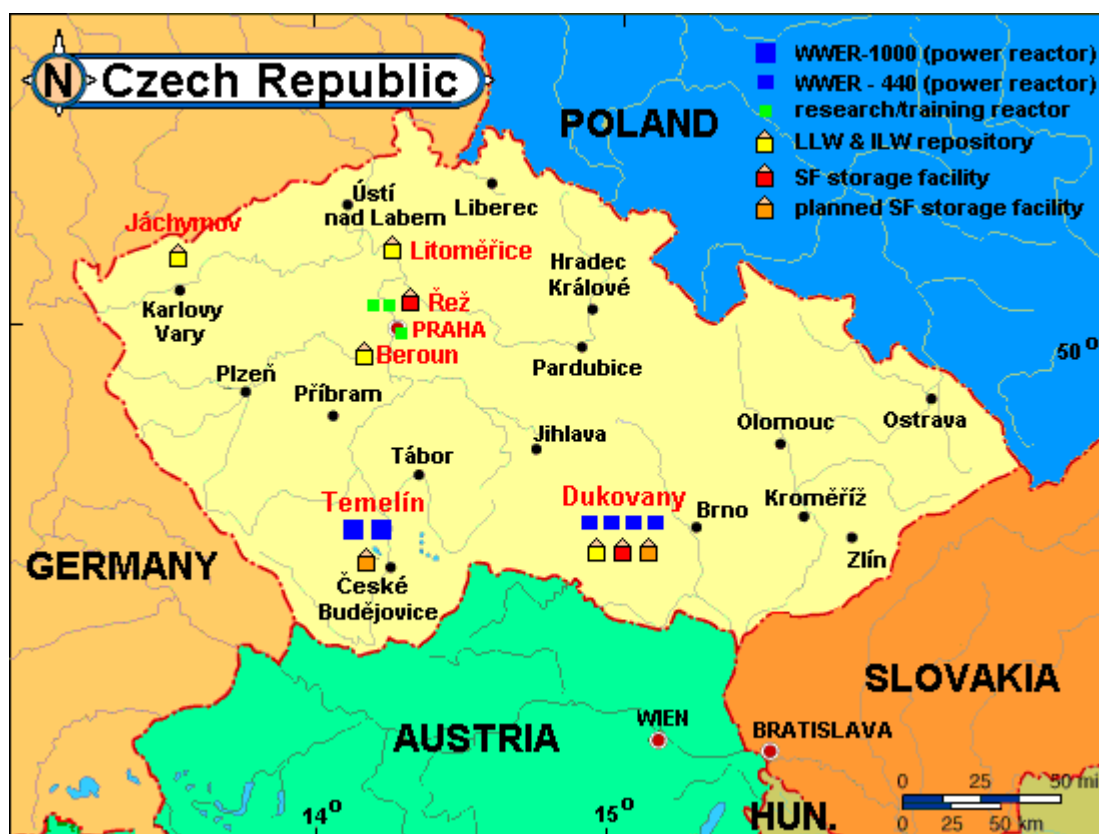 N Czech Republic
WWER-1000 (power reactor)
WWER - 440 (power reactor)
research/training reactor
LLW & ILW repository
SF storage facility
planned SF storage facility
POLAND
Ústí
nad Labem
Liberec
Jáchymov
Litoměřice
Hradec
Králové
Karlovy
Vary
Řež
PRAHA
Beroun
Pardubice
50 o
Plzeň
Příbram
Olomouc
Ostrava
Jihlava
Tábor
Temelín
Dukovany
Brno
Kroměříž
Zlín
GERMANY
České
Budějovice
SLOVAKIA
AUSTRIA
WIEN
BRATISLAVA
0 25 50 mi
14 o
15 o
HUN.
0 25 50 km